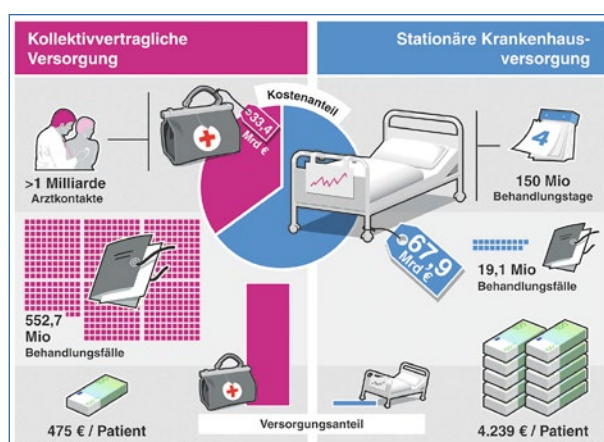 Kollektivvertragliche
Versorgung
Stationäre Krankenhaus-
versorgung
Kostenanteil
>33,4
Mrd €
4
>1 Milliarde
Arztkontakte
150 Mio
Behandlungstage
>67,9
Mrd €
552,7
Mio
Behandlungsfälle
19,1 Mio
Behandlungsfälle
475 € / Patient
Versorgungsanteil
4.239 € / Patient